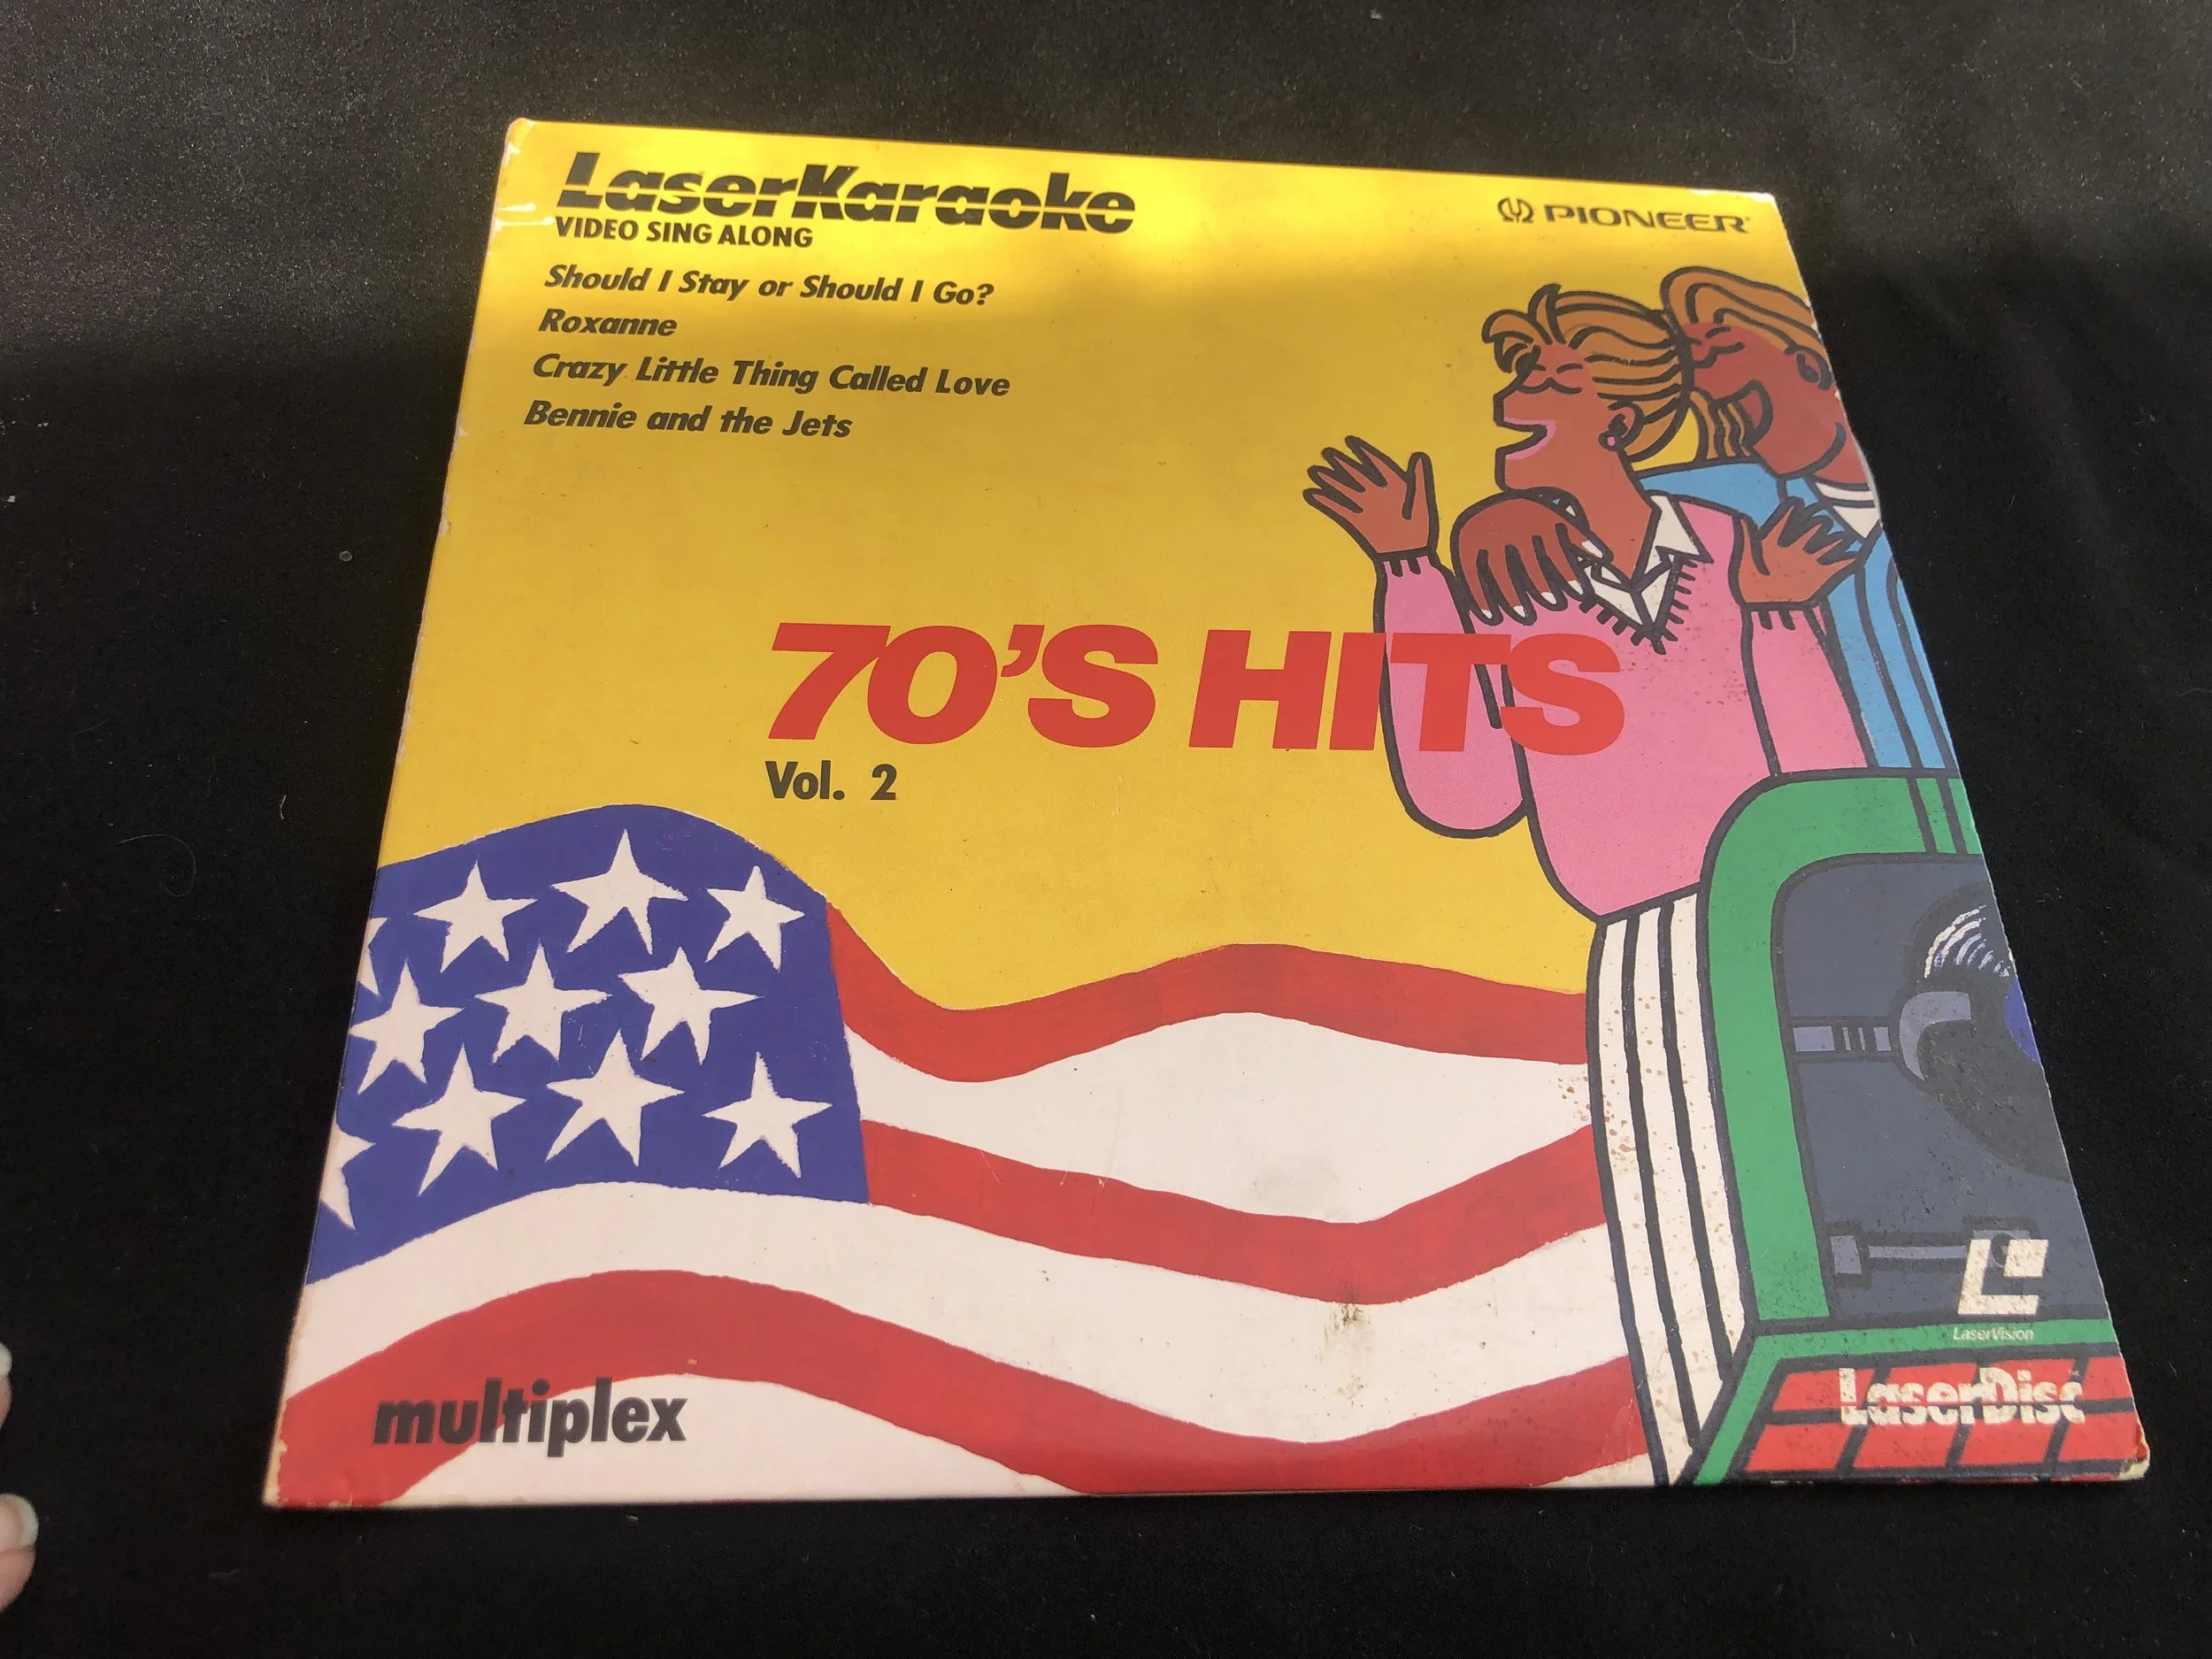 LaserKaraoke
VIDEO SING ALONG
PIONEER
Should I Stay or Should I Go?
Roxanne
Crazy Little Thing Called Love
Bennie and the Jets
70'S HITS
Vol. 2
multiplex
LaserVision
LaserDisc